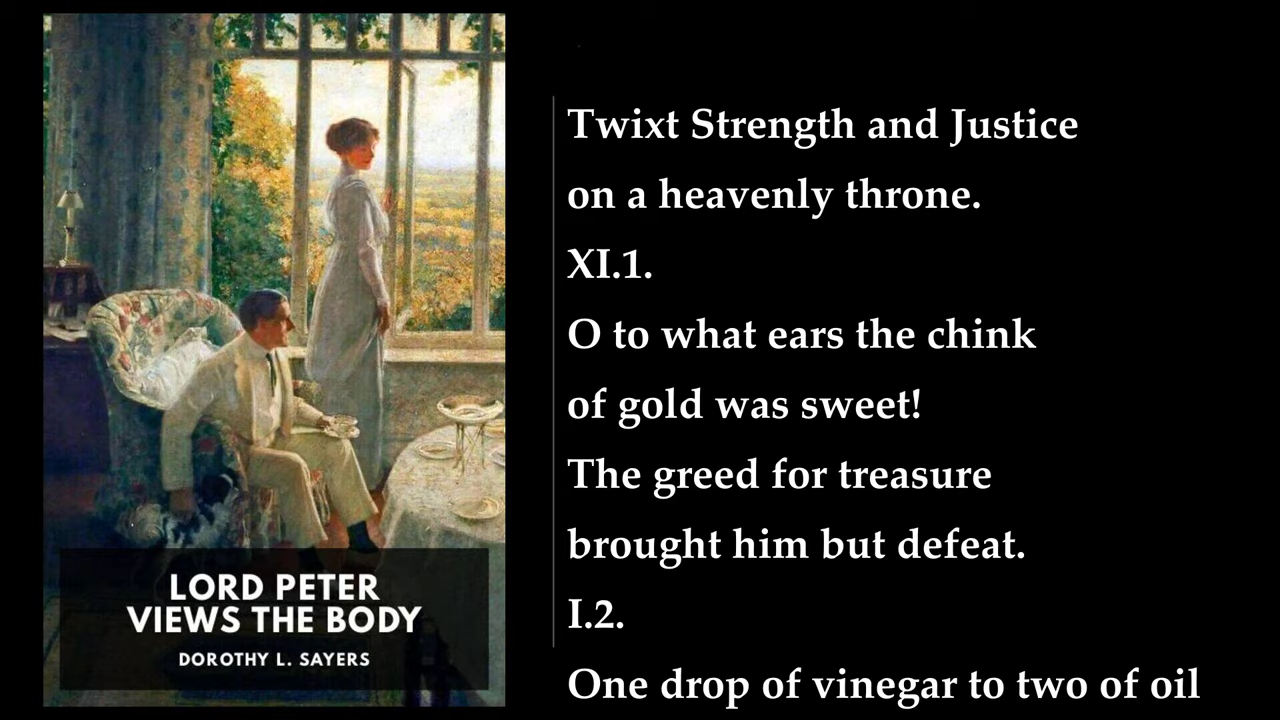 LORD PETER
VIEWS THE BODY
DOROTHY L. SAYERS
Twixt Strength and Justice
on a heavenly throne.
XI.1.
O to what ears the chink
of gold was sweet!
The greed for treasure
brought him but defeat.
I.2.
One drop of vinegar to two of oil